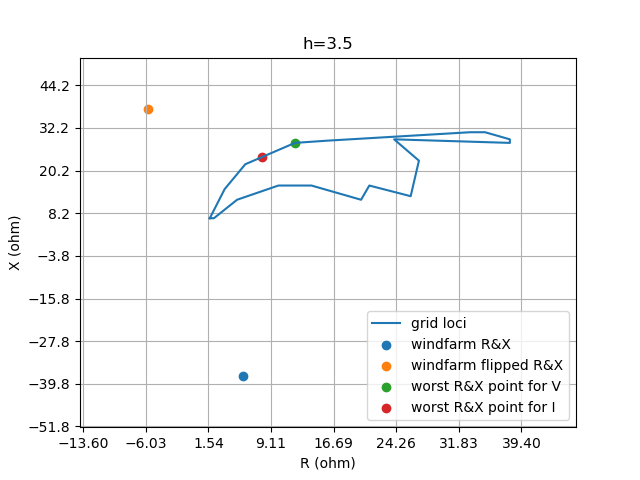 h=3.5
44.2
32.2
20.2
8.2
−3.8
−15.8
−27.8
−39.8
−51.8
X (ohm)
grid loci
windfarm R&X
windfarm flipped R&X
worst R&X point for V
worst R&X point for I
−13.60 −6.03 1.54 9.11 16.69 24.26 31.83 39.40
R (ohm)